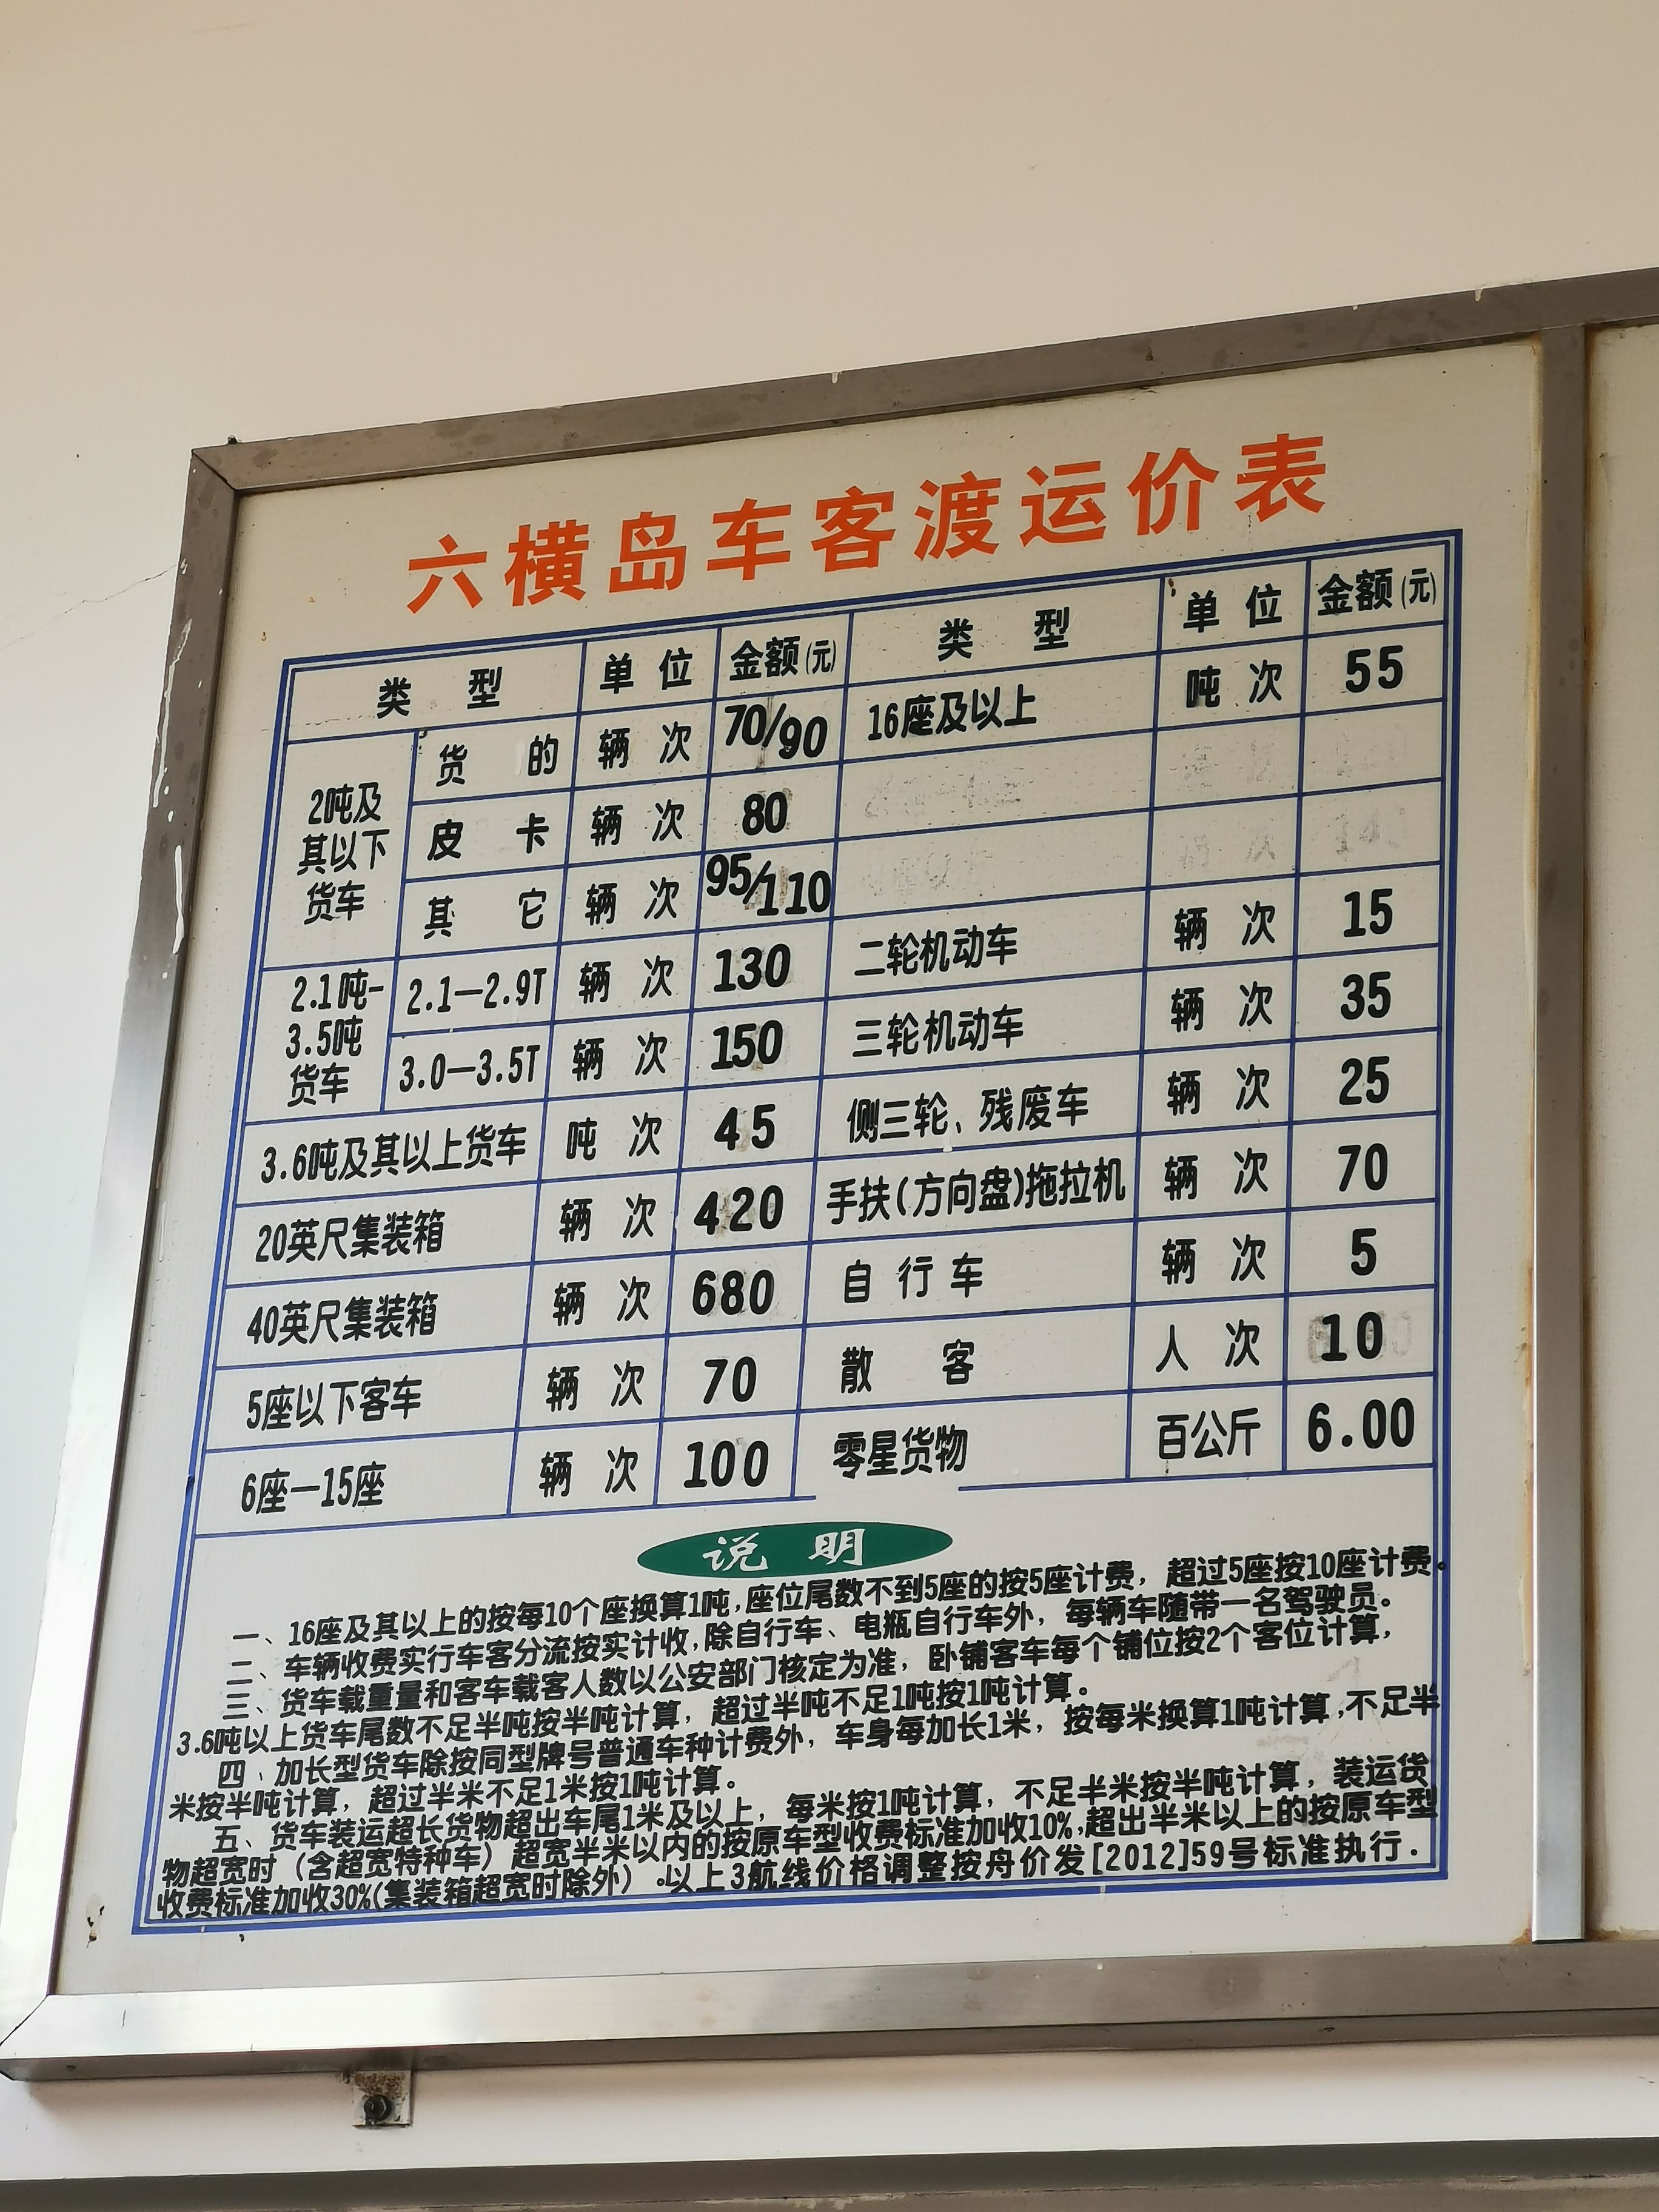 六横岛车客渡运价表
类 型 单 位 金额(元) 类 型 单 位 金额(元)
2吨及其以下货车 货 的 辆 次 70/90 16座及以上 吨 次 55
皮 卡 辆 次 80
其 它 辆 次 95/110
2.1吨-3.5吨货车 2.1—2.9T 辆 次 130 二轮机动车 辆 次 15
3.0—3.5T 辆 次 150 三轮机动车 辆 次 35
3.6吨及其以上货车 吨 次 45 侧三轮、残废车 辆 次 25
20英尺集装箱 辆 次 420 手扶(方向盘)拖拉机 辆 次 70
40英尺集装箱 辆 次 680 自行车 辆 次 5
5座以下客车 辆 次 70 散 客 人 次 10
6座—15座 辆 次 100 零星货物 百公斤 6.00
说 明
一、16座及其以上的按每10个座换算1吨,座位尾数不到5座的按5座计费，超过5座按10座计费。
二、车辆收费实行车客分流按实计收,除自行车、电瓶自行车外，每辆车随带一名驾驶员。
三、货车载重量和客车载客人数以公安部门核定为准，卧铺客车每个铺位按2个客位计算，
3.6吨以上货车尾数不足半吨按半吨计算，超过半吨不足1吨按1吨计算。
四、加长型货车除按同型牌号普通车种计费外，车身每加长1米，按每米换算1吨计算,不足半
米按半吨计算，超过半米不足1米按1吨计算。
五、货车装运超长货物超出车尾1米及以上，每米按1吨计算，不足半米按半吨计算，装运货
物超宽时（含超宽特种车）超宽半米以内的按原车型收费标准加收10%,超出半米以上的按原车型
收费标准加收30%(集装箱超宽时除外）。以上3航线价格调整按舟价发[2012]59号标准执行.